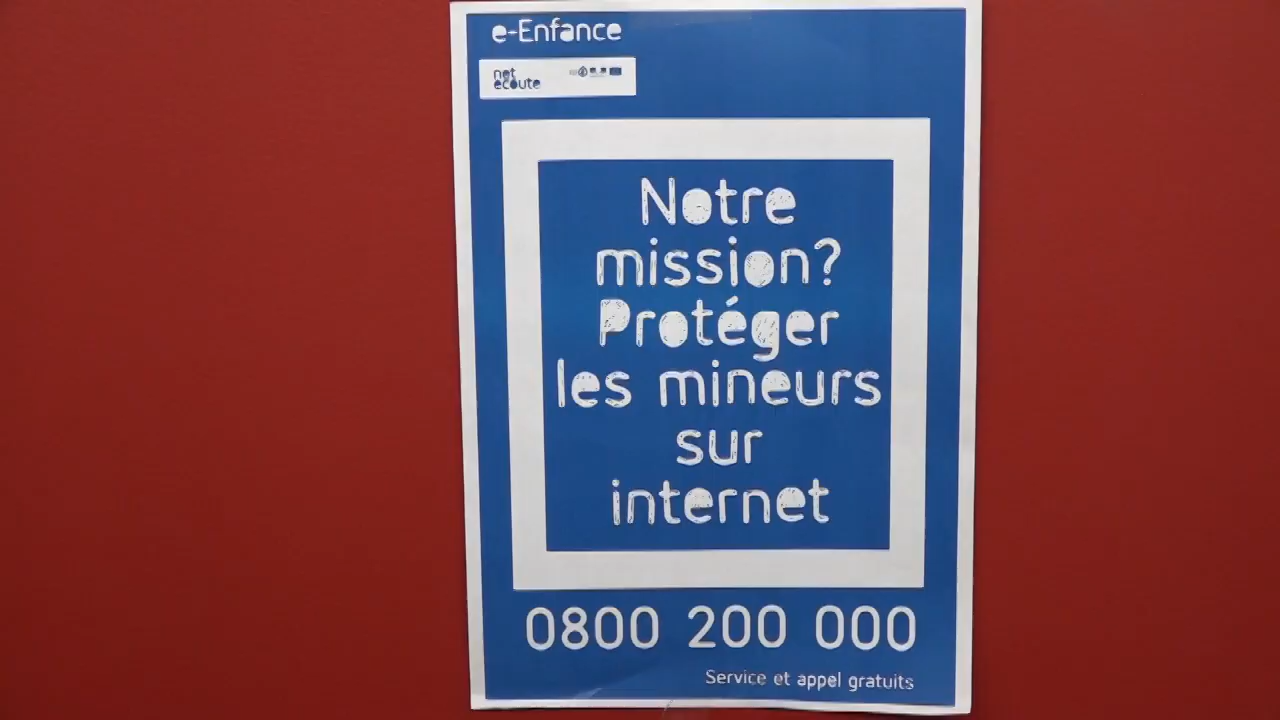 e-Enfance
net
écoute
Notre
mission?
Protéger
les mineurs
sur
internet
0800 200 000
Service et appel gratuits